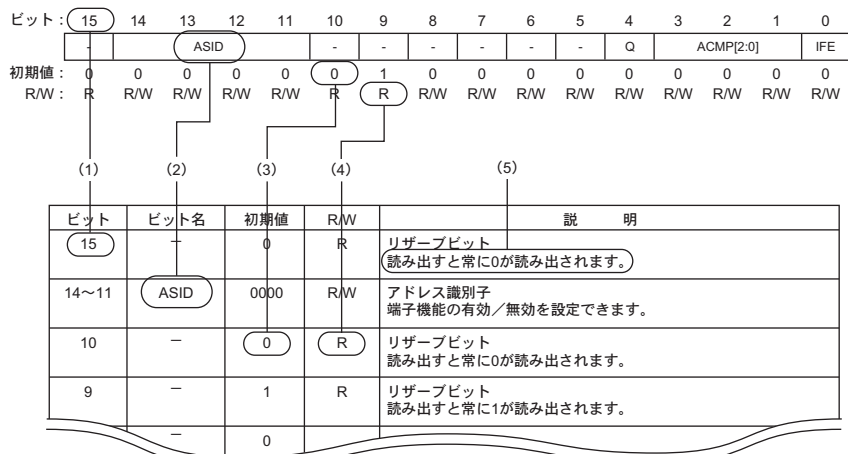 ビット： 15 14 13 12 11 10 9 8 7 6 5 4 3 2 1 0
- ASID - - - - - - Q ACMP[2:0] IFE
初期値： 0 0 0 0 0 0 1 0 0 0 0 0 0 0 0 0
R/W： R R/W R/W R/W R/W R R R/W R/W R/W R/W R/W R/W R/W R/W R/W
（1） （2） （3） （4） （5）
ビット ビット名 初期値 R/W 説 明
15 － 0 R リザーブビット
読み出すと常に0が読み出されます。
14～11 ASID 0000 R/W アドレス識別子
端子機能の有効／無効を設定できます。
10 － 0 R リザーブビット
読み出すと常に0が読み出されます。
9 － 1 R リザーブビット
読み出すと常に1が読み出されます。
－ 0